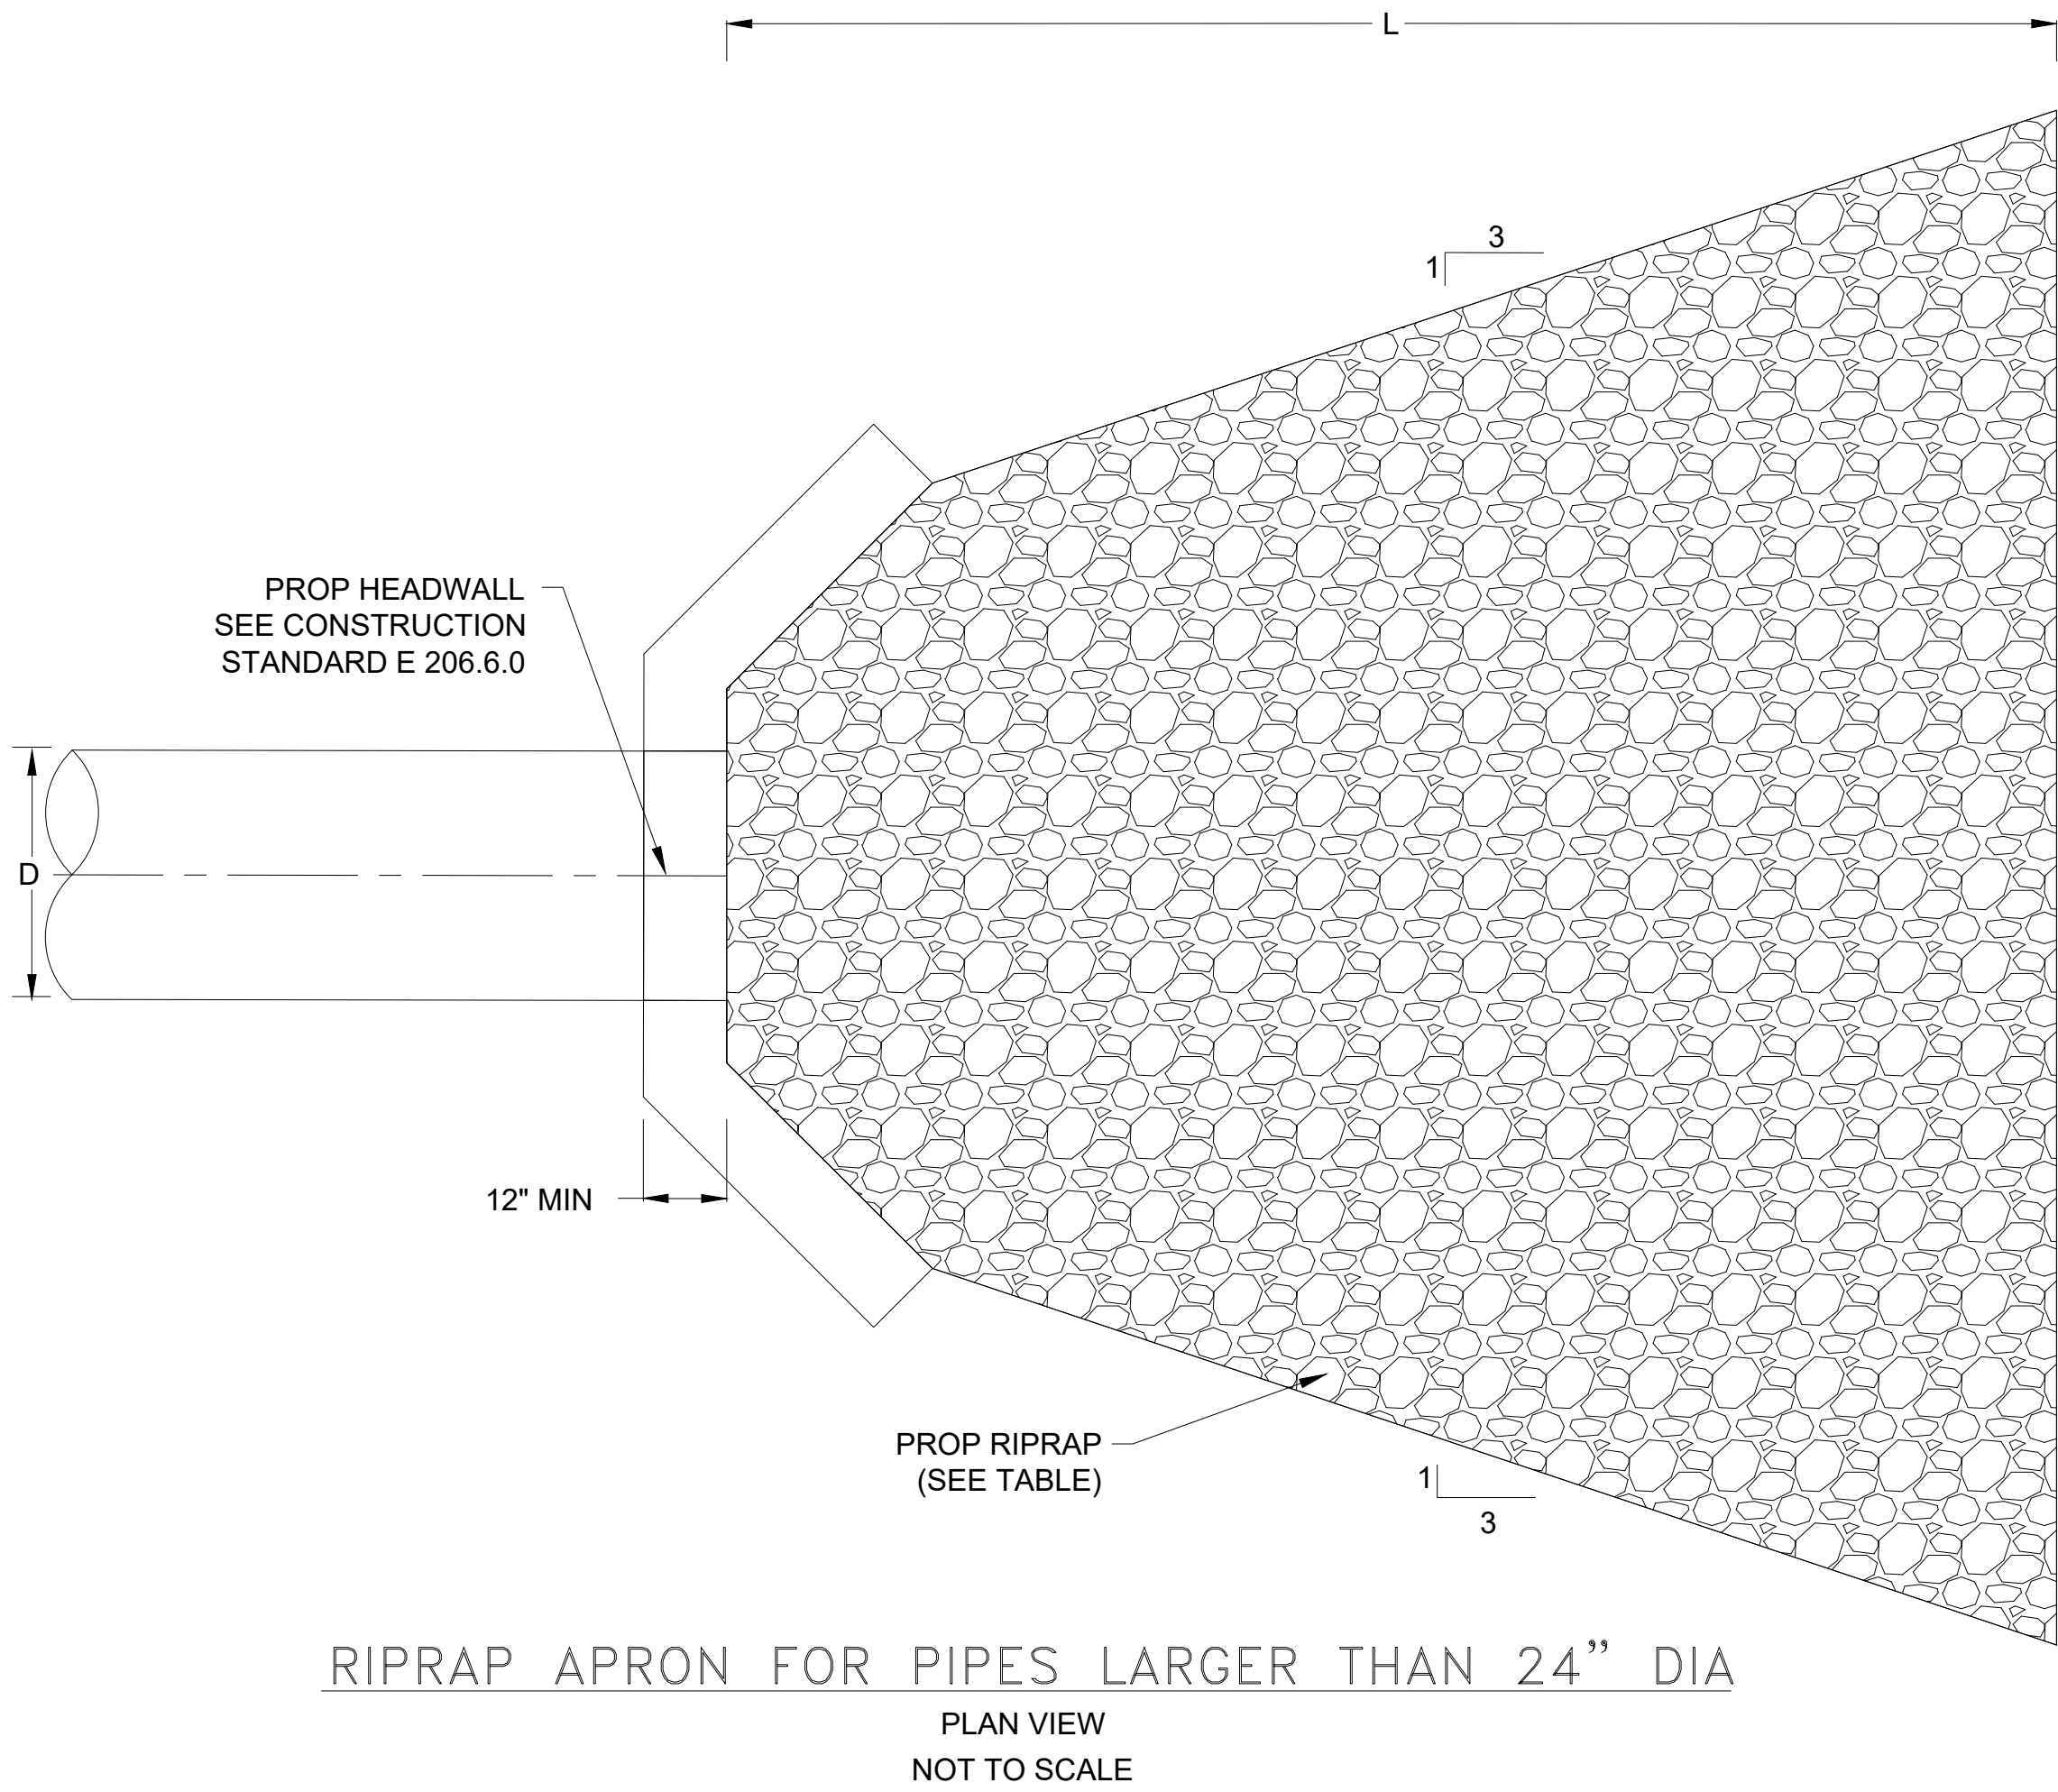 L
3
1
PROP HEADWALL
SEE CONSTRUCTION
STANDARD E 206.6.0
D
12" MIN
PROP RIPRAP
(SEE TABLE)
1
3
RIPRAP APRON FOR PIPES LARGER THAN 24” DIA
PLAN VIEW
NOT TO SCALE